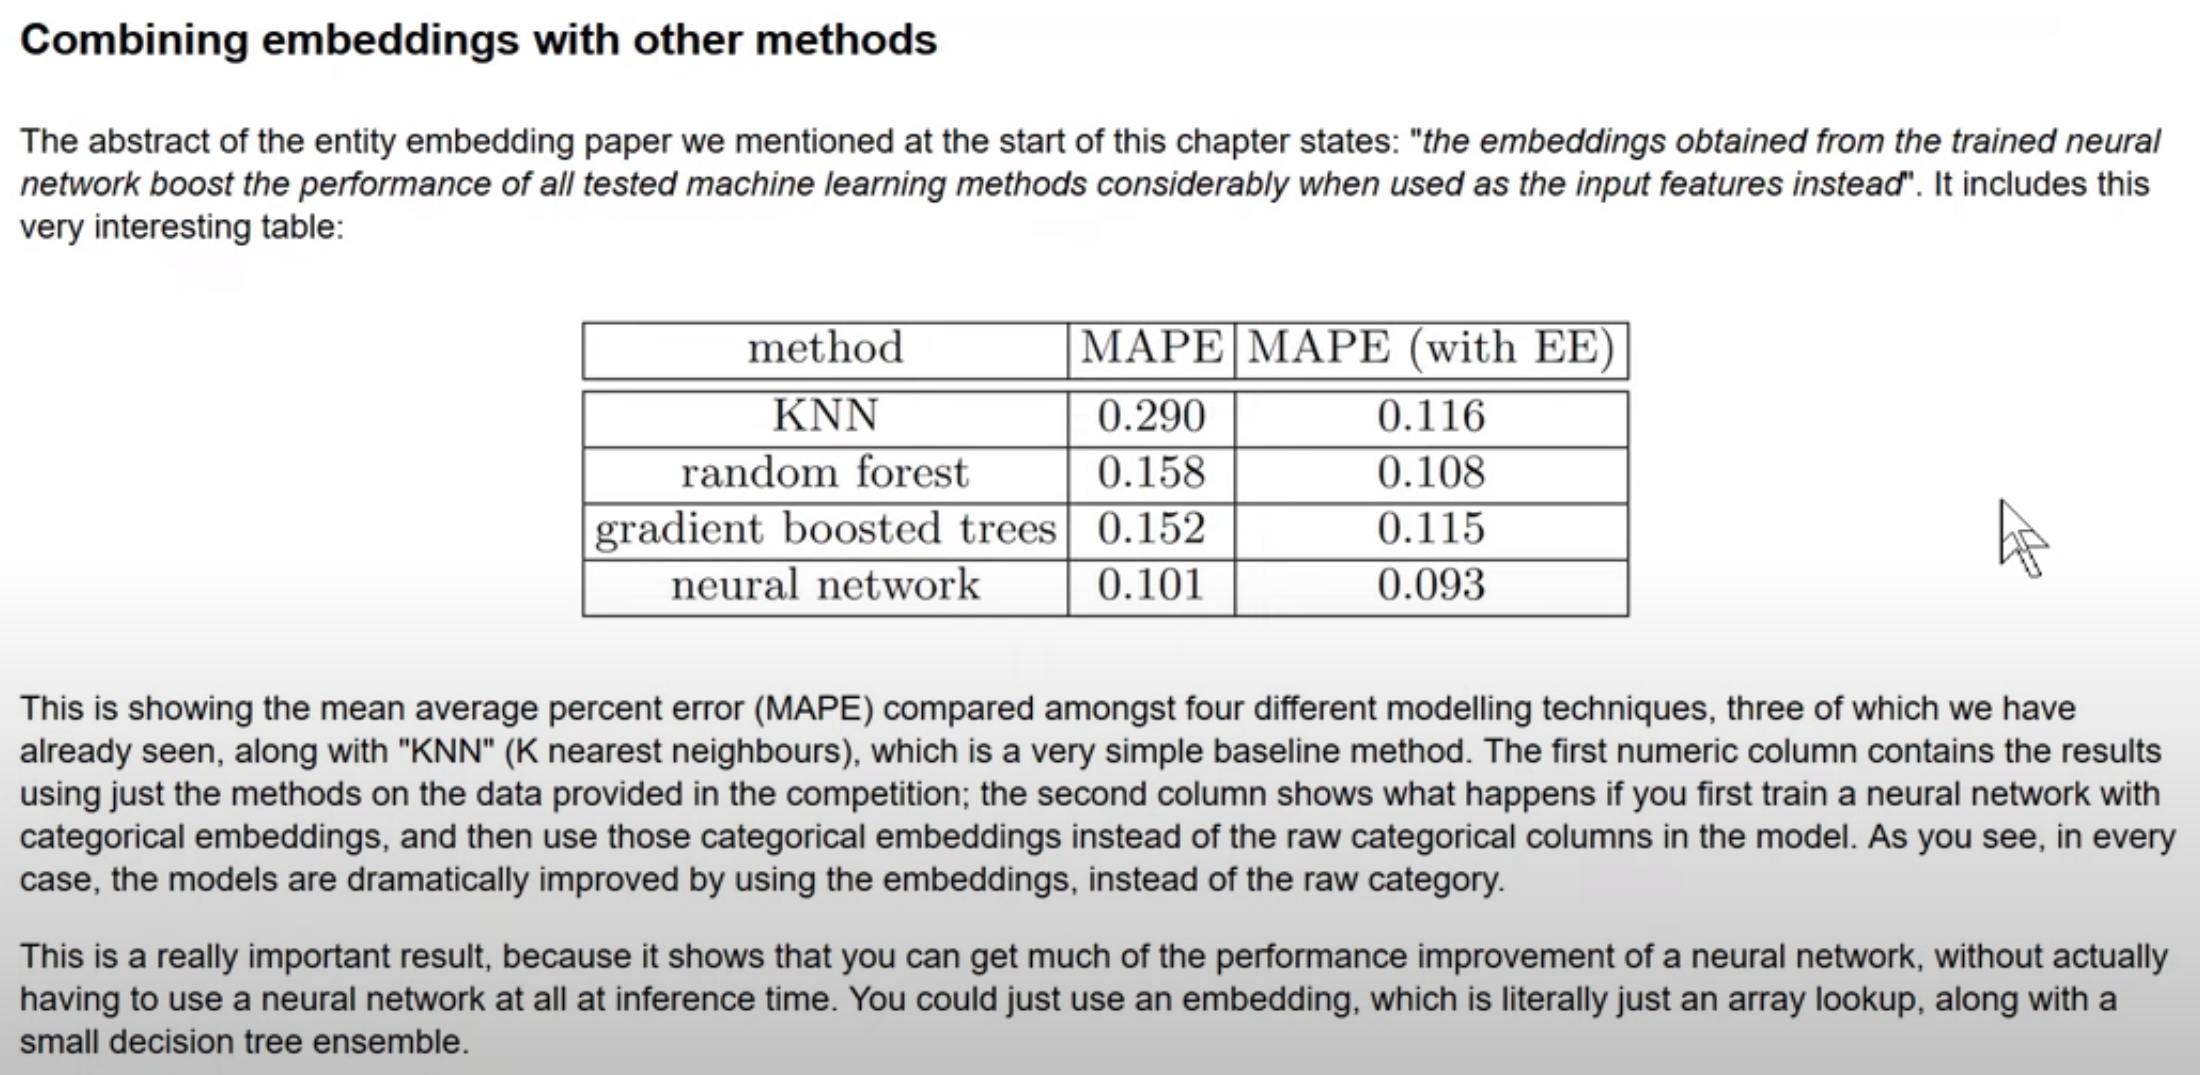 Combining embeddings with other methods
The abstract of the entity embedding paper we mentioned at the start of this chapter states: "the embeddings obtained from the trained neural
network boost the performance of all tested machine learning methods considerably when used as the input features instead". It includes this
very interesting table:
method MAPE MAPE (with EE)
KNN 0.290 0.116
random forest 0.158 0.108
gradient boosted trees 0.152 0.115
neural network 0.101 0.093
This is showing the mean average percent error (MAPE) compared amongst four different modelling techniques, three of which we have
already seen, along with "KNN" (K nearest neighbours), which is a very simple baseline method. The first numeric column contains the results
using just the methods on the data provided in the competition; the second column shows what happens if you first train a neural network with
categorical embeddings, and then use those categorical embeddings instead of the raw categorical columns in the model. As you see, in every
case, the models are dramatically improved by using the embeddings, instead of the raw category.
This is a really important result, because it shows that you can get much of the performance improvement of a neural network, without actually
having to use a neural network at all at inference time. You could just use an embedding, which is literally just an array lookup, along with a
small decision tree ensemble.